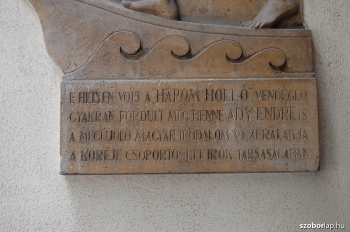 E HELYEN VOLT A "HÁROM HOLLÓ" VENDÉGLŐ
GYAKRAN FORDULT MEG BENNE ADY ENDRE IS
A MEGÚJULÓ MAGYAR IRODALOM VEZÉRALAKJA
A KÖRÉJE CSOPORTOSULT ÍRÓK TÁRSASÁGÁBAN
szoborlap.hu